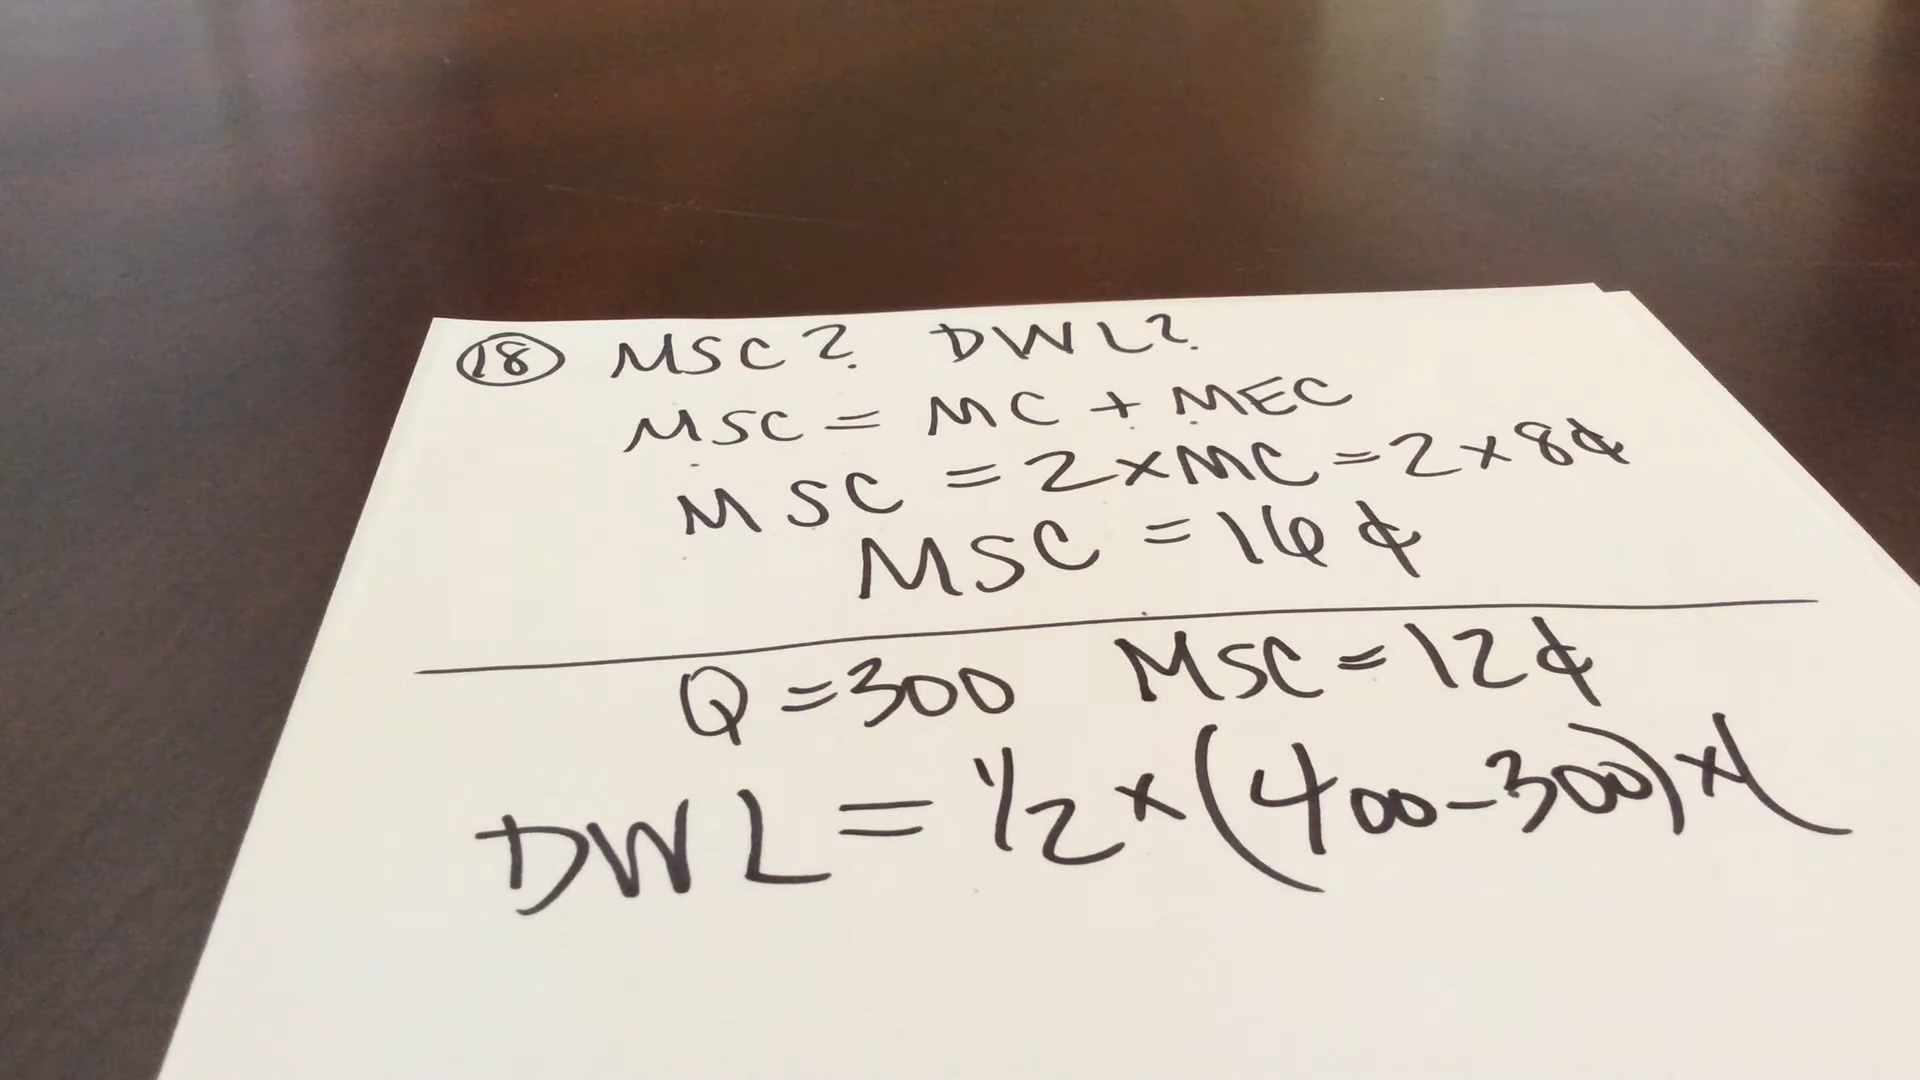 18 MSC? DWL?
MSC = MC + MEC
MSC = 2 x MC = 2 x 8¢
MSC = 16¢
Q = 300 MSC = 12¢
DWL = 1/2 x (400-300) x (